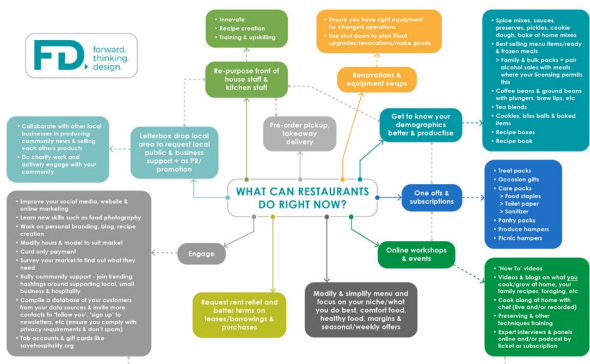 FD.
forward.
thinking.
design.
• Innovate
• Recipe creation
• Training & upskilling
• Ensure you have right equipment
for changed operations
• Use shut down to plan fitout
upgrades/renovations/make goods
• Spice mixes, sauces,
preserves, pickles, cookie
dough, bake at home mixes
• Best selling menu items/ready
& frozen meals
> Family & bulk packs + pair
alcohol sales with meals
where your licensing permits
this
• Coffee beans & ground beans
with plungers, brew tips, etc
• Tea blends
• Cookies, bliss balls & baked
items
• Recipe boxes
• Recipe book
Re-purpose front of
house staff &
kitchen staff
Renovations &
equipment swaps
Get to know your
demographics
better & productise
Pre-order pickup,
takeaway
delivery
• Collaborate with other local
businesses in producing
community news & selling
each others products
• Do charity work and
actively engage with your
community
Letterbox drop local
area to request local
public & business
support + as PR/
promotion
WHAT CAN RESTAURANTS
DO RIGHT NOW?
One offs &
subscriptions
• Treat packs
• Occasion gifts
• Care packs
> Food staples
> Toilet paper
> Sanitizer
• Pantry packs
• Produce hampers
• Picnic hampers
• Improve your social media, website &
online marketing
• Learn new skills such as food photography
• Work on personal branding, blog, recipe
creation
• Modify hours & model to suit market
• Card only payment
• Survey your market to find out what they
need
• Rally community support - join trending
hashtags around supporting local, small
business & hospitality
• Compile a database of your customers
from your data sources & invite more
contacts to 'follow you', 'sign up' to
newsletters, etc (ensure you comply with
privacy requirements & don't spam)
• Tab accounts & gift cards like
savehospitality.org
Engage
Request rent relief and
better terms on
leases/borrowings &
purchases
Modify & simplify menu and
focus on your niche/what
you do best, comfort food,
healthy food, margins &
seasonal/weekly offers
Online workshops
& events
• 'How To' videos
• Videos & blogs on what you
cook/grow at home, your
family recipes, foraging, etc
• Cook along at home with
chef (live and/or recorded)
• Preserving & other
techniques training
• Expert interviews & panels
online and/or podcast by
ticket or subscription